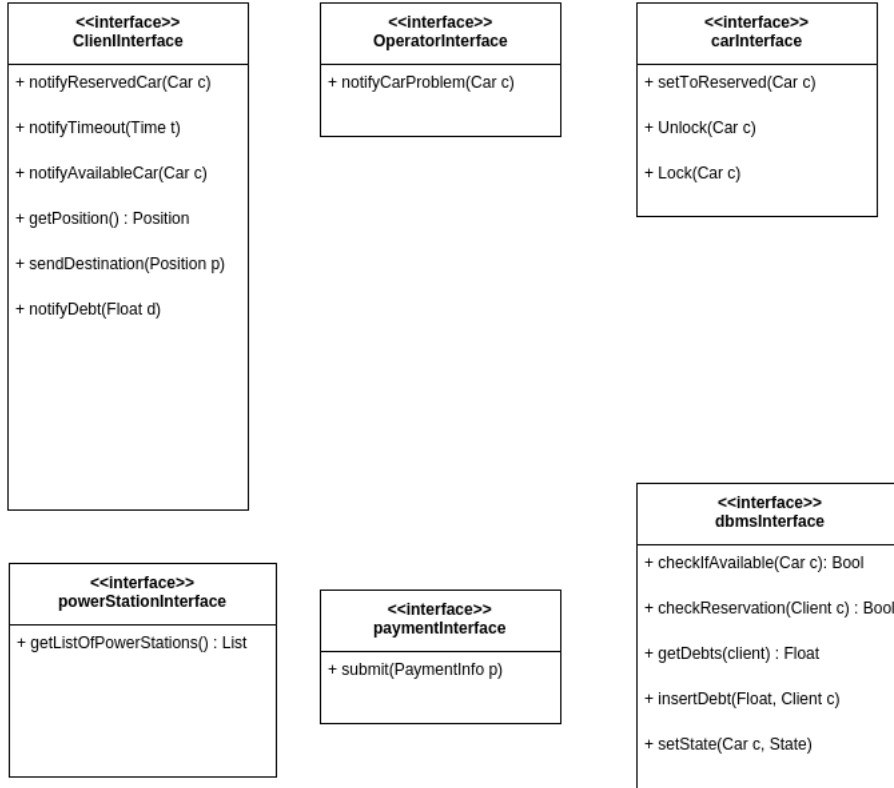 <<interface>>
ClienIInterface
+ notifyReservedCar(Car c)
+ notifyTimeout(Time t)
+ notifyAvailableCar(Car c)
+ getPosition() : Position
+ sendDestination(Position p)
+ notifyDebt(Float d)
<<interface>>
OperatorInterface
+ notifyCarProblem(Car c)
<<interface>>
carInterface
+ setToReserved(Car c)
+ Unlock(Car c)
+ Lock(Car c)
<<interface>>
powerStationInterface
+ getListOfPowerStations() : List
<<interface>>
paymentInterface
+ submit(PaymentInfo p)
<<interface>>
dbmsInterface
+ checkIfAvailable(Car c): Bool
+ checkReservation(Client c) : Bool
+ getDebts(client) : Float
+ insertDebt(Float, Client c)
+ setState(Car c, State)